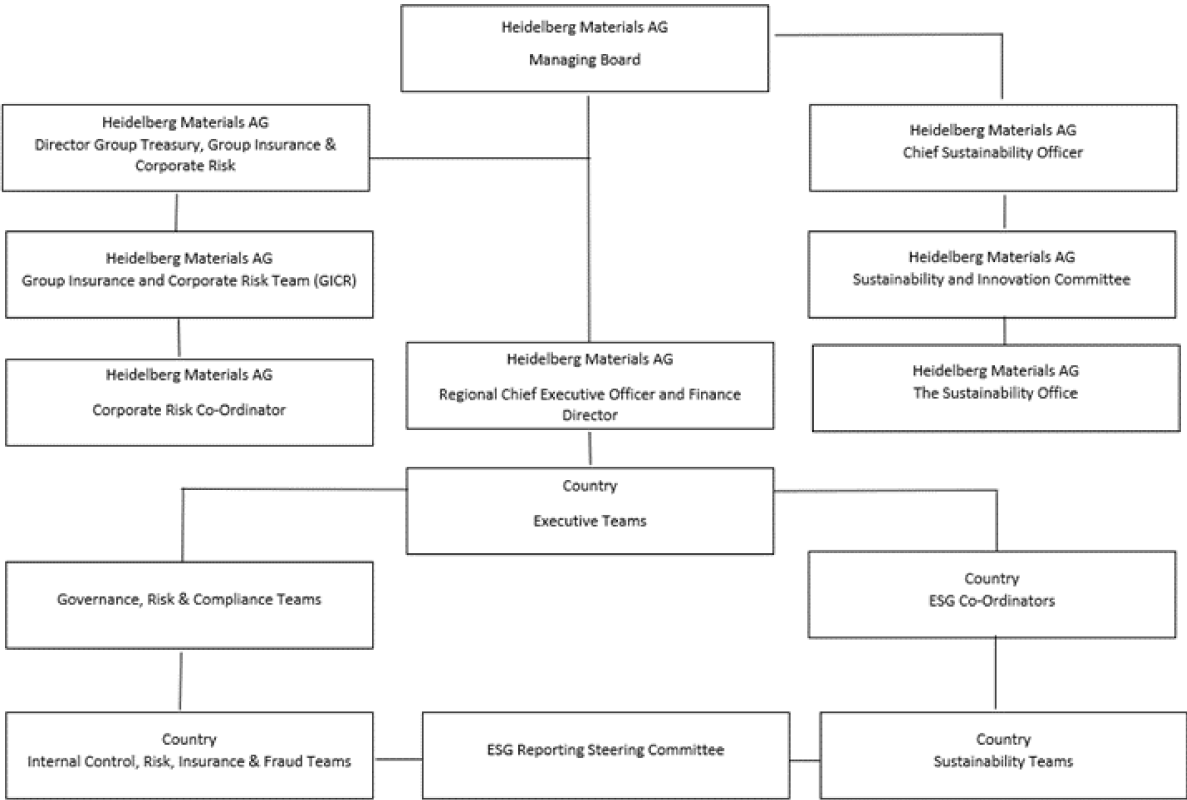 Heidelberg Materials AG
Managing Board
Heidelberg Materials AG
Director Group Treasury, Group Insurance &
Corporate Risk
Heidelberg Materials AG
Chief Sustainability Officer
Heidelberg Materials AG
Group Insurance and Corporate Risk Team (GICR)
Heidelberg Materials AG
Sustainability and Innovation Committee
Heidelberg Materials AG
Corporate Risk Co-Ordinator
Heidelberg Materials AG
Regional Chief Executive Officer and Finance
Director
Heidelberg Materials AG
The Sustainability Office
Country
Executive Teams
Governance, Risk & Compliance Teams
Country
ESG Co-Ordinators
Country
Internal Control, Risk, Insurance & Fraud Teams
ESG Reporting Steering Committee
Country
Sustainability Teams